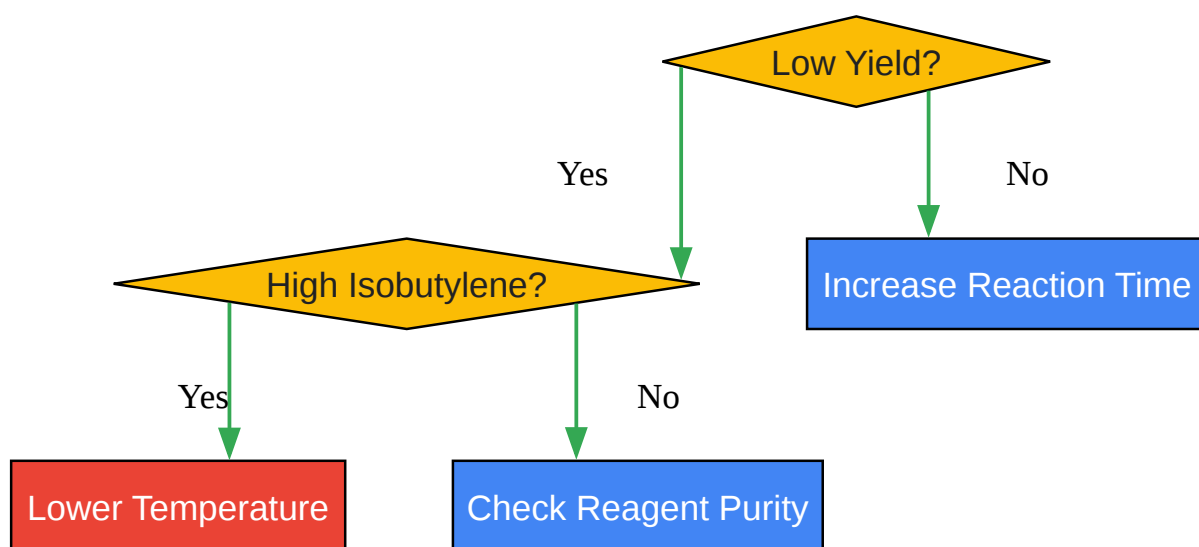 Low Yield?
Yes
No
High Isobutylene?
Increase Reaction Time
Yes
No
Lower Temperature
Check Reagent Purity